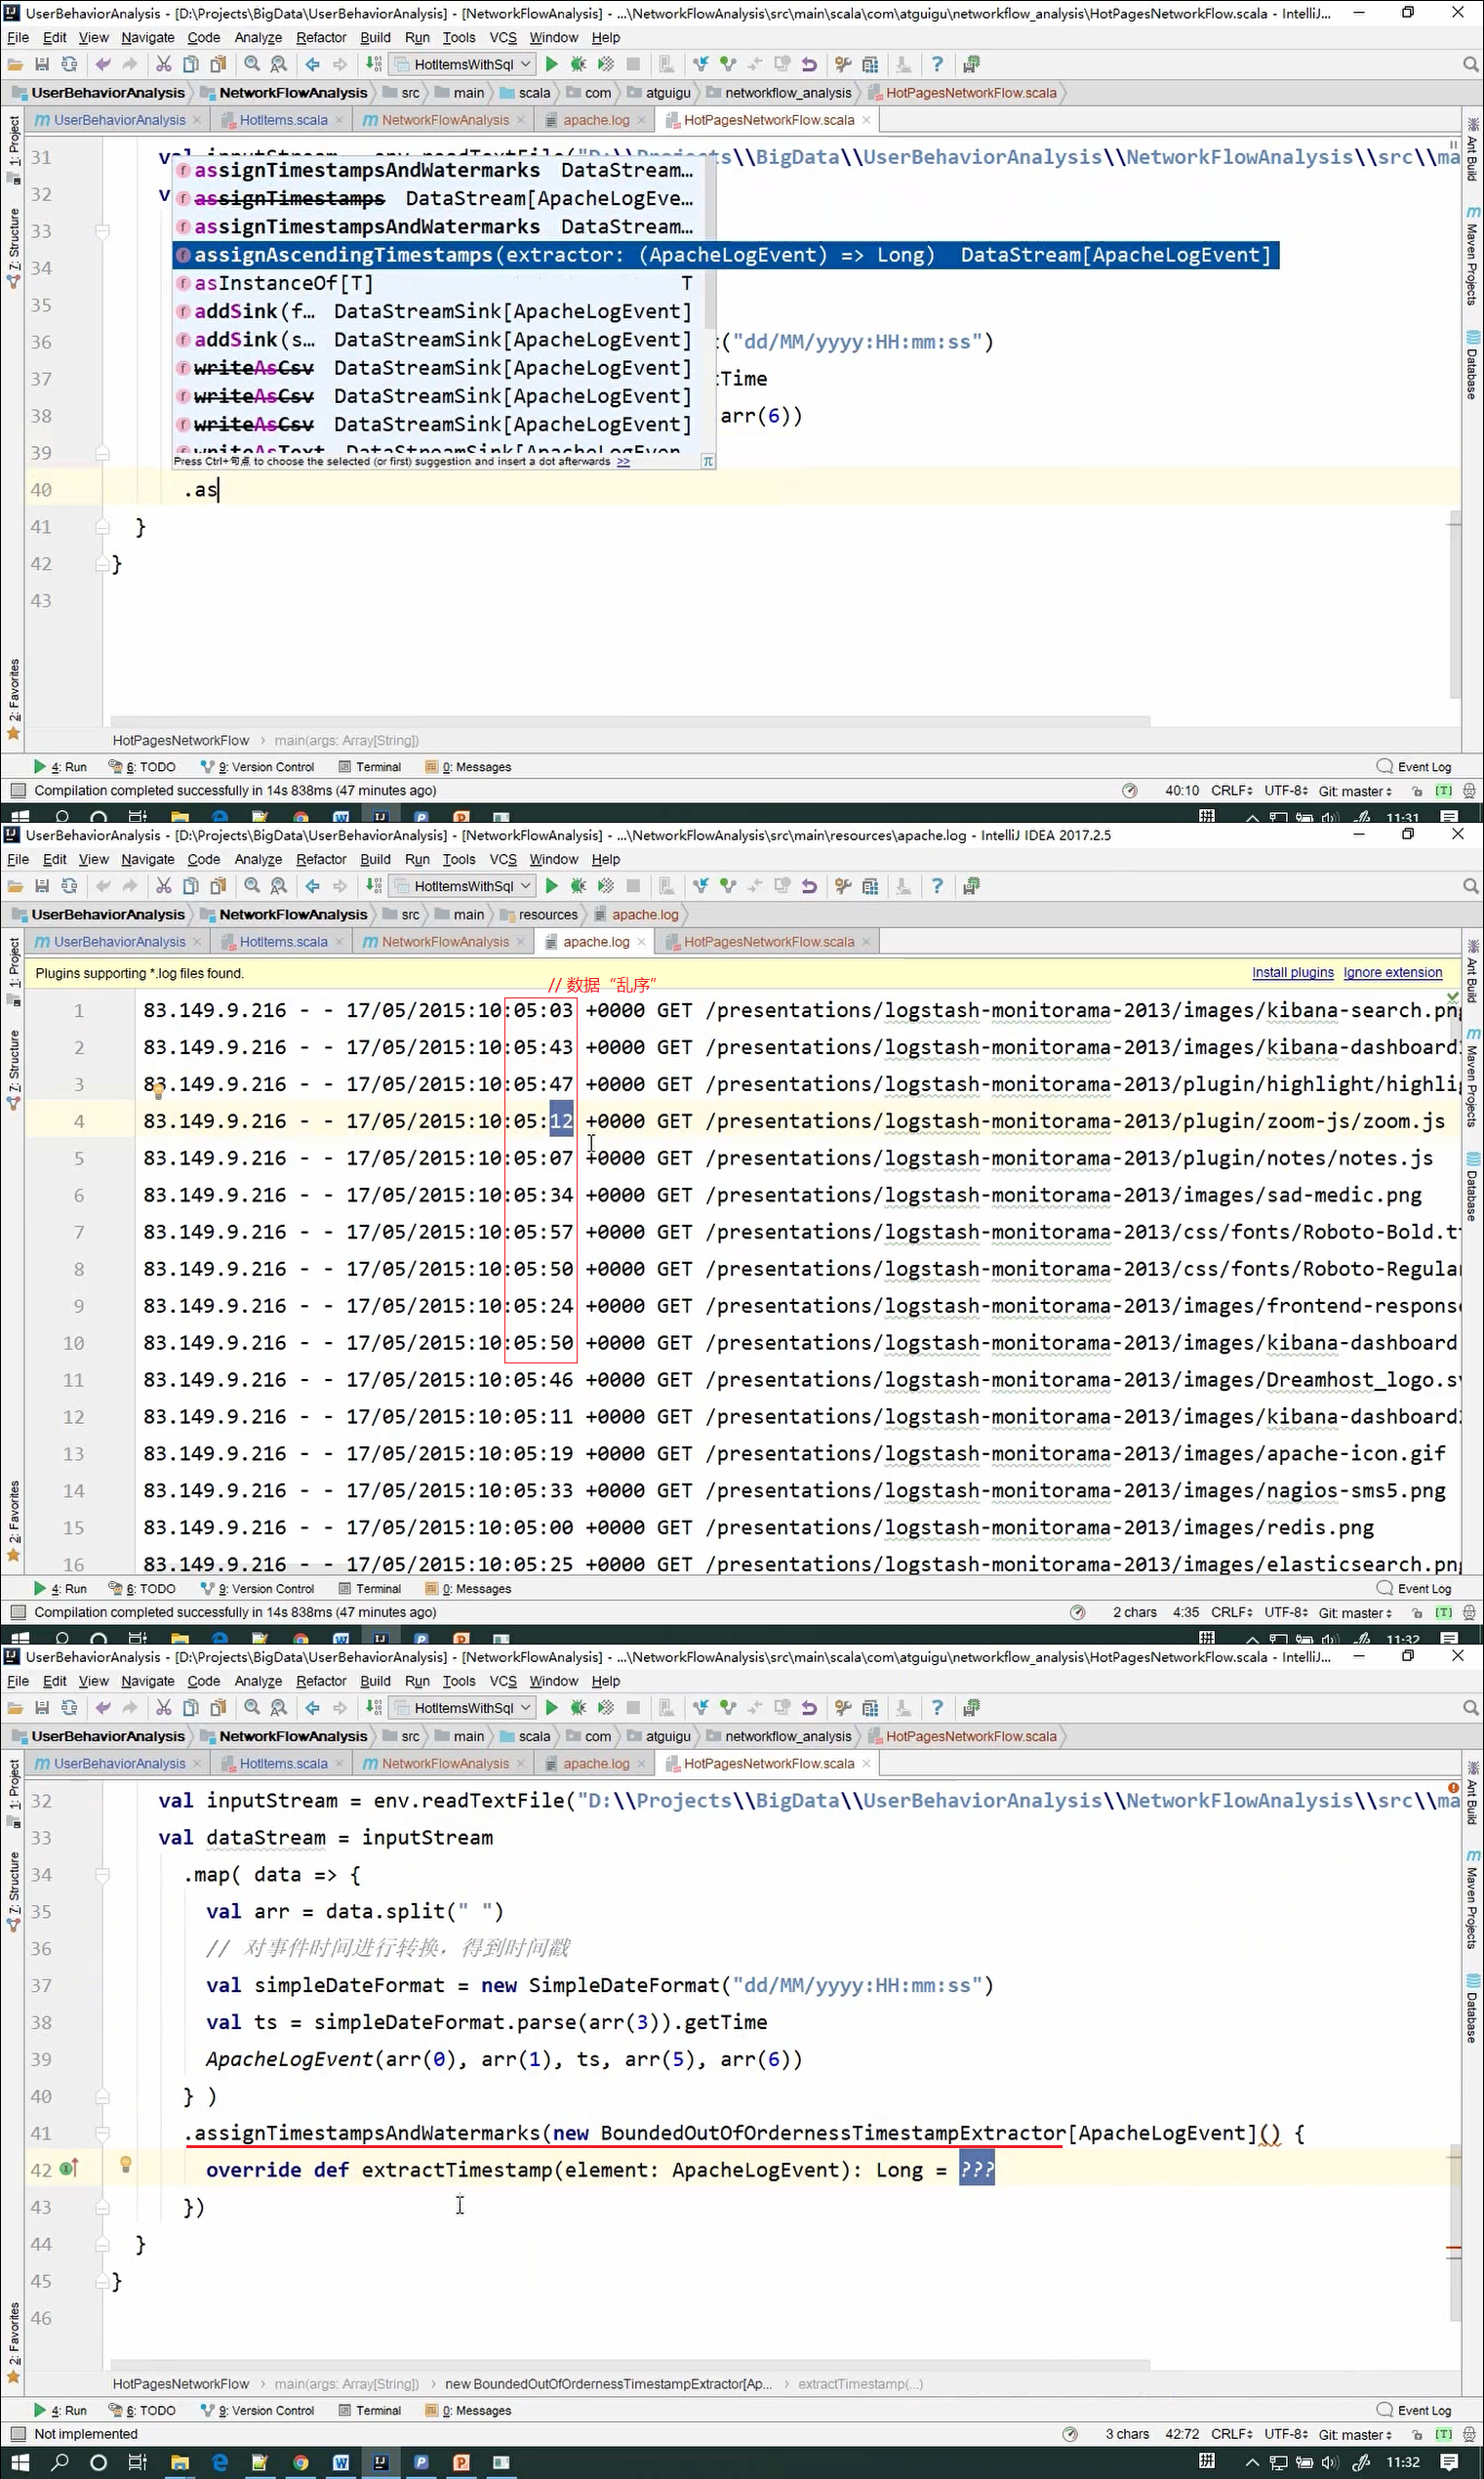 UserBehaviorAnalysis - [D:\Projects\BigData\UserBehaviorAnalysis] - [NetworkFlowAnalysis] - ...\NetworkFlowAnalysis\src\main\scala\com\atguigu\networkflow_analysis\HotPagesNetworkFlow.scala - IntelliJ...
File Edit View Navigate Code Analyze Refactor Build Run Tools VCS Window Help
HotItemsWithSql
UserBehaviorAnalysis NetworkFlowAnalysis src main scala com atguigu networkflow_analysis HotPagesNetworkFlow.scala
UserBehaviorAnalysis HotItems.scala NetworkFlowAnalysis apache.log HotPagesNetworkFlow.scala
1: Project
7: Structure
2: Favorites
Ant Build
Maven Projects
Database
31 val inputStream = env.readTextFile("D:\\Projects\\BigData\\UserBehaviorAnalysis\\NetworkFlowAnalysis\\src\\ma
assignTimestampsAndWatermarks DataStream…
32 v
assignTimestamps DataStream[ApacheLogEve…
33
assignTimestampsAndWatermarks DataStream…
34
assignAscendingTimestamps(extractor: (ApacheLogEvent) => Long) DataStream[ApacheLogEvent]
asInstanceOf[T] T
35
addSink(f… DataStreamSink[ApacheLogEvent]
36 t("dd/MM/yyyy:HH:mm:ss")
addSink(s… DataStreamSink[ApacheLogEvent]
writeAsCsv DataStreamSink[ApacheLogEvent]
37 tTime
writeAsCsv DataStreamSink[ApacheLogEvent]
38 arr(6))
writeAsCsv DataStreamSink[ApacheLogEvent]
39
writeAsText DataStreamSink[ApacheLogEven
Press Ctrl+句点 to choose the selected (or first) suggestion and insert a dot afterwards >> π
40 .as
41 }
42 }
43
HotPagesNetworkFlow main(args: Array[String])
4: Run 6: TODO 9: Version Control Terminal 0: Messages Event Log
Compilation completed successfully in 14s 838ms (47 minutes ago) 40:10 CRLF UTF-8 Git: master [T]
11:31
UserBehaviorAnalysis - [D:\Projects\BigData\UserBehaviorAnalysis] - [NetworkFlowAnalysis] - ...\NetworkFlowAnalysis\src\main\resources\apache.log - IntelliJ IDEA 2017.2.5
File Edit View Navigate Code Analyze Refactor Build Run Tools VCS Window Help
HotItemsWithSql
UserBehaviorAnalysis NetworkFlowAnalysis src main resources apache.log
UserBehaviorAnalysis HotItems.scala NetworkFlowAnalysis apache.log HotPagesNetworkFlow.scala
1: Project
7: Structure
2: Favorites
Ant Build
Maven Projects
Database
Plugins supporting *.log files found. Install plugins Ignore extension
// 数据“乱序”
1 83.149.9.216 - - 17/05/2015:10:05:03 +0000 GET /presentations/logstash-monitorama-2013/images/kibana-search.png
2 83.149.9.216 - - 17/05/2015:10:05:43 +0000 GET /presentations/logstash-monitorama-2013/images/kibana-dashboard
3 83.149.9.216 - - 17/05/2015:10:05:47 +0000 GET /presentations/logstash-monitorama-2013/plugin/highlight/highlig
4 83.149.9.216 - - 17/05/2015:10:05:12 +0000 GET /presentations/logstash-monitorama-2013/plugin/zoom-js/zoom.js
5 83.149.9.216 - - 17/05/2015:10:05:07 +0000 GET /presentations/logstash-monitorama-2013/plugin/notes/notes.js
6 83.149.9.216 - - 17/05/2015:10:05:34 +0000 GET /presentations/logstash-monitorama-2013/images/sad-medic.png
7 83.149.9.216 - - 17/05/2015:10:05:57 +0000 GET /presentations/logstash-monitorama-2013/css/fonts/Roboto-Bold.tt
8 83.149.9.216 - - 17/05/2015:10:05:50 +0000 GET /presentations/logstash-monitorama-2013/css/fonts/Roboto-Regular
9 83.149.9.216 - - 17/05/2015:10:05:24 +0000 GET /presentations/logstash-monitorama-2013/images/frontend-response
10 83.149.9.216 - - 17/05/2015:10:05:50 +0000 GET /presentations/logstash-monitorama-2013/images/kibana-dashboard
11 83.149.9.216 - - 17/05/2015:10:05:46 +0000 GET /presentations/logstash-monitorama-2013/images/Dreamhost_logo.sv
12 83.149.9.216 - - 17/05/2015:10:05:11 +0000 GET /presentations/logstash-monitorama-2013/images/kibana-dashboard
13 83.149.9.216 - - 17/05/2015:10:05:19 +0000 GET /presentations/logstash-monitorama-2013/images/apache-icon.gif
14 83.149.9.216 - - 17/05/2015:10:05:33 +0000 GET /presentations/logstash-monitorama-2013/images/nagios-sms5.png
15 83.149.9.216 - - 17/05/2015:10:05:00 +0000 GET /presentations/logstash-monitorama-2013/images/redis.png
16 83.149.9.216 - - 17/05/2015:10:05:25 +0000 GET /presentations/logstash-monitorama-2013/images/elasticsearch.png
4: Run 6: TODO 9: Version Control Terminal 0: Messages Event Log
Compilation completed successfully in 14s 838ms (47 minutes ago) 2 chars 4:35 CRLF UTF-8 Git: master [T]
11:32
UserBehaviorAnalysis - [D:\Projects\BigData\UserBehaviorAnalysis] - [NetworkFlowAnalysis] - ...\NetworkFlowAnalysis\src\main\scala\com\atguigu\networkflow_analysis\HotPagesNetworkFlow.scala - IntelliJ...
File Edit View Navigate Code Analyze Refactor Build Run Tools VCS Window Help
HotItemsWithSql
UserBehaviorAnalysis NetworkFlowAnalysis src main scala com atguigu networkflow_analysis HotPagesNetworkFlow.scala
UserBehaviorAnalysis HotItems.scala NetworkFlowAnalysis apache.log HotPagesNetworkFlow.scala
1: Project
7: Structure
2: Favorites
Ant Build
Maven Projects
Database
32 val inputStream = env.readTextFile("D:\\Projects\\BigData\\UserBehaviorAnalysis\\NetworkFlowAnalysis\\src\\ma
33 val dataStream = inputStream
34 .map( data => {
35 val arr = data.split(" ")
36 // 对事件时间进行转换，得到时间戳
37 val simpleDateFormat = new SimpleDateFormat("dd/MM/yyyy:HH:mm:ss")
38 val ts = simpleDateFormat.parse(arr(3)).getTime
39 ApacheLogEvent(arr(0), arr(1), ts, arr(5), arr(6))
40 } )
41 .assignTimestampsAndWatermarks(new BoundedOutOfOrdernessTimestampExtractor[ApacheLogEvent]() {
42 override def extractTimestamp(element: ApacheLogEvent): Long = ???
43 })
44 }
45 }
46
HotPagesNetworkFlow main(args: Array[String]) new BoundedOutOfOrdernessTimestampExtractor[Ap... extractTimestamp(...)
4: Run 6: TODO 9: Version Control Terminal 0: Messages Event Log
Not implemented 3 chars 42:72 CRLF UTF-8 Git: master [T]
11:32